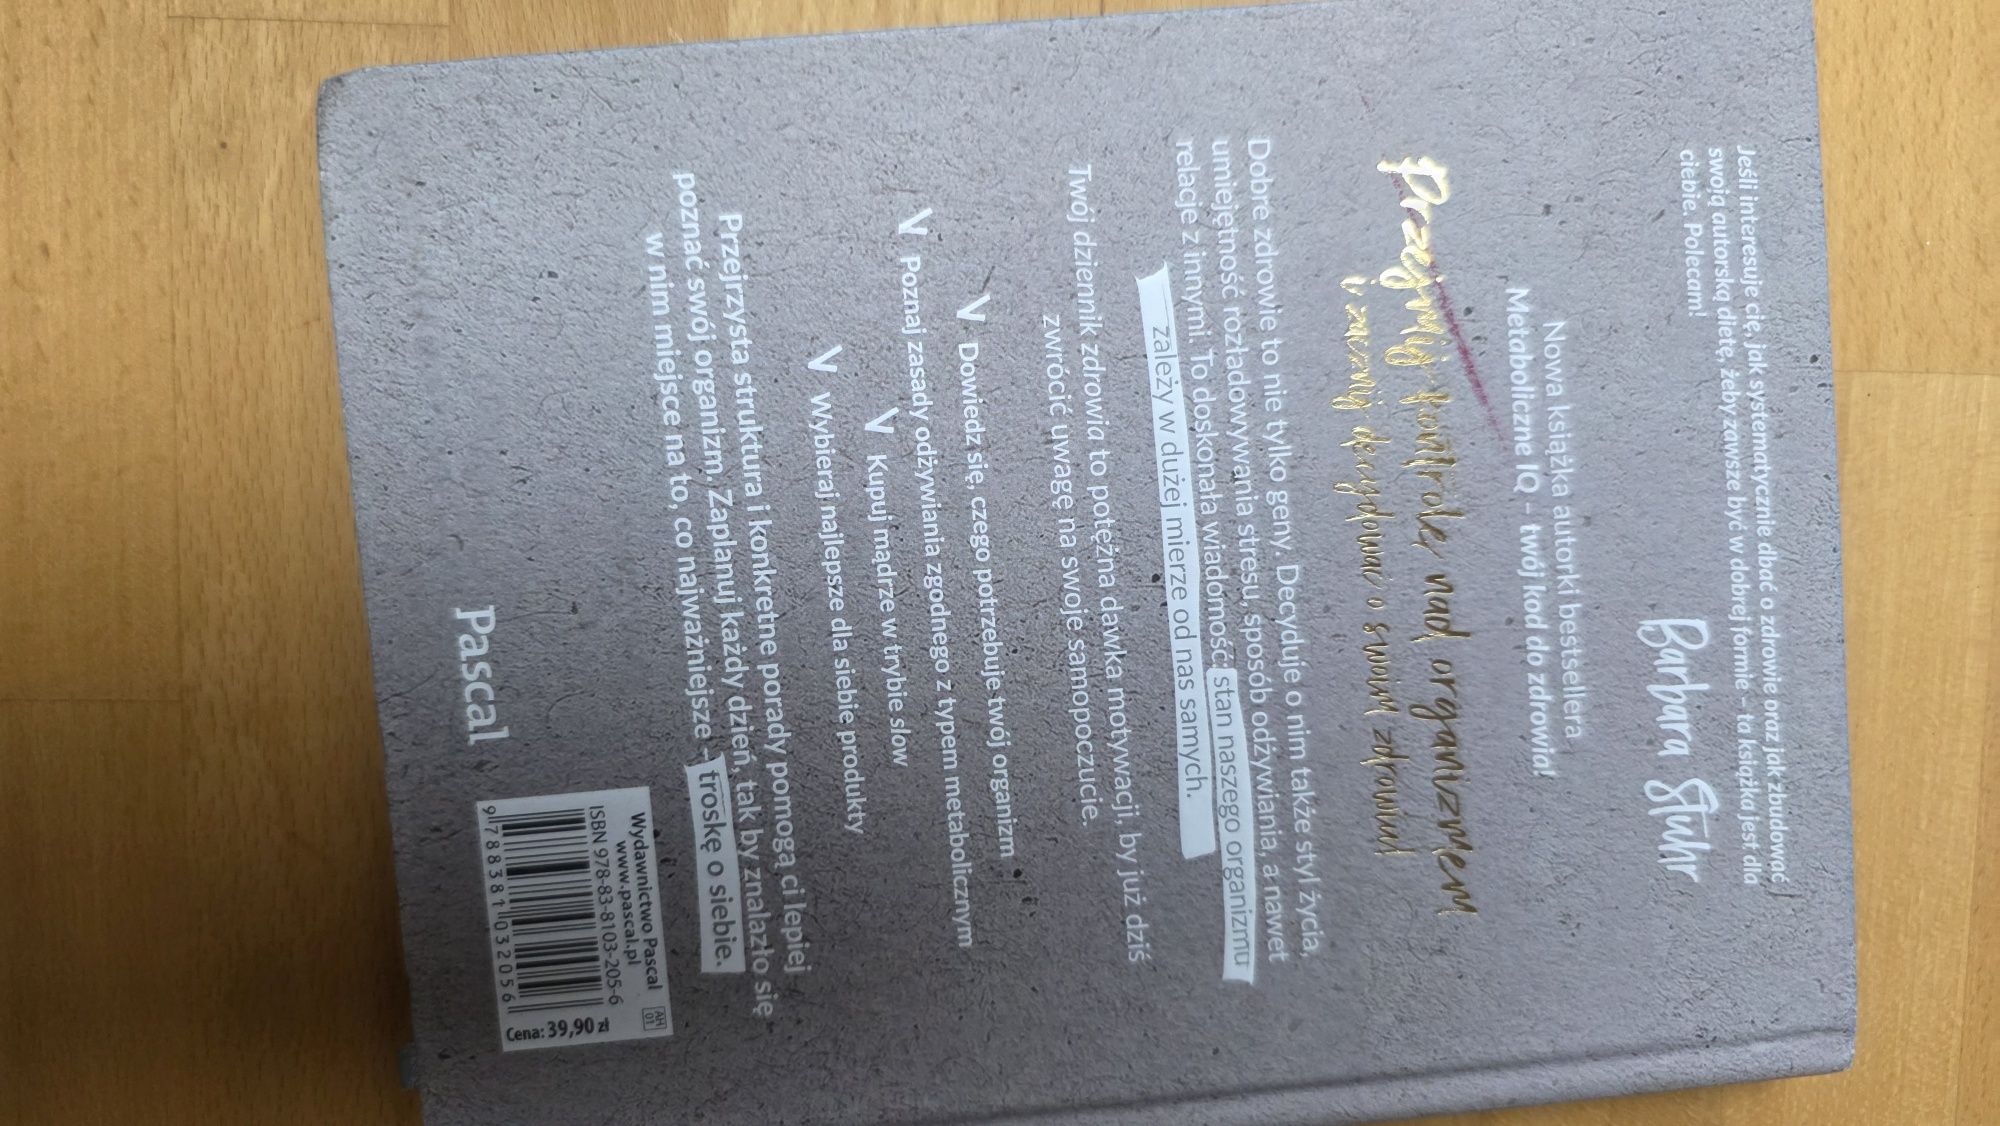 Jeśli interesuje cię, jak systematycznie dbać o zdrowie oraz jak zbudować
swoją autorską dietę, żeby zawsze być w dobrej formie – ta książka jest dla
ciebie. Polecam!
Barbara Stuhr
Nowa książka autorki bestsellera
Metaboliczne IQ – twój kod do zdrowia!
Przejmij kontrolę nad organizmem
i zacznij decydować o swoim zdrowiu!
Dobre zdrowie to nie tylko geny. Decyduje o nim także styl życia,
umiejętność rozładowywania stresu, sposób odżywiania, a nawet
relacje z innymi. To doskonała wiadomość: stan naszego organizmu
zależy w dużej mierze od nas samych.
Twój dziennik zdrowia to potężna dawka motywacji, by już dziś
zwrócić uwagę na swoje samopoczucie.
V Dowiedz się, czego potrzebuje twój organizm
V Poznaj zasady odżywiania zgodnego z typem metabolicznym
V Kupuj mądrze w trybie slow
V Wybieraj najlepsze dla siebie produkty
Przejrzysta struktura i konkretne porady pomogą ci lepiej
poznać swój organizm. Zaplanuj każdy dzień, tak by znalazło się
w nim miejsce na to, co najważniejsze – troskę o siebie.
Pascal
Wydawnictwo Pascal
www.pascal.pl
AH
01
ISBN 978-83-8103-205-6
9 788381 032056
Cena: 39,90 zł